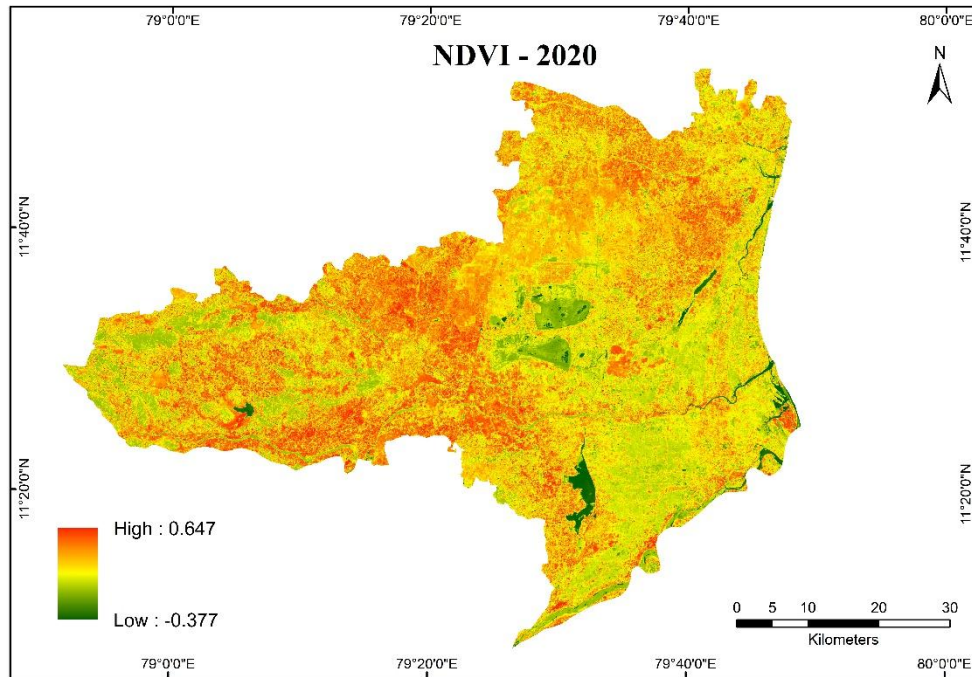 79°0'0"E 79°20'0"E 79°40'0"E 80°0'0"E
NDVI - 2020
N
11°40'0"N 11°40'0"N
11°20'0"N 11°20'0"N
High : 0.647
Low : -0.377
0 5 10 20 30
Kilometers
79°0'0"E 79°20'0"E 79°40'0"E 80°0'0"E